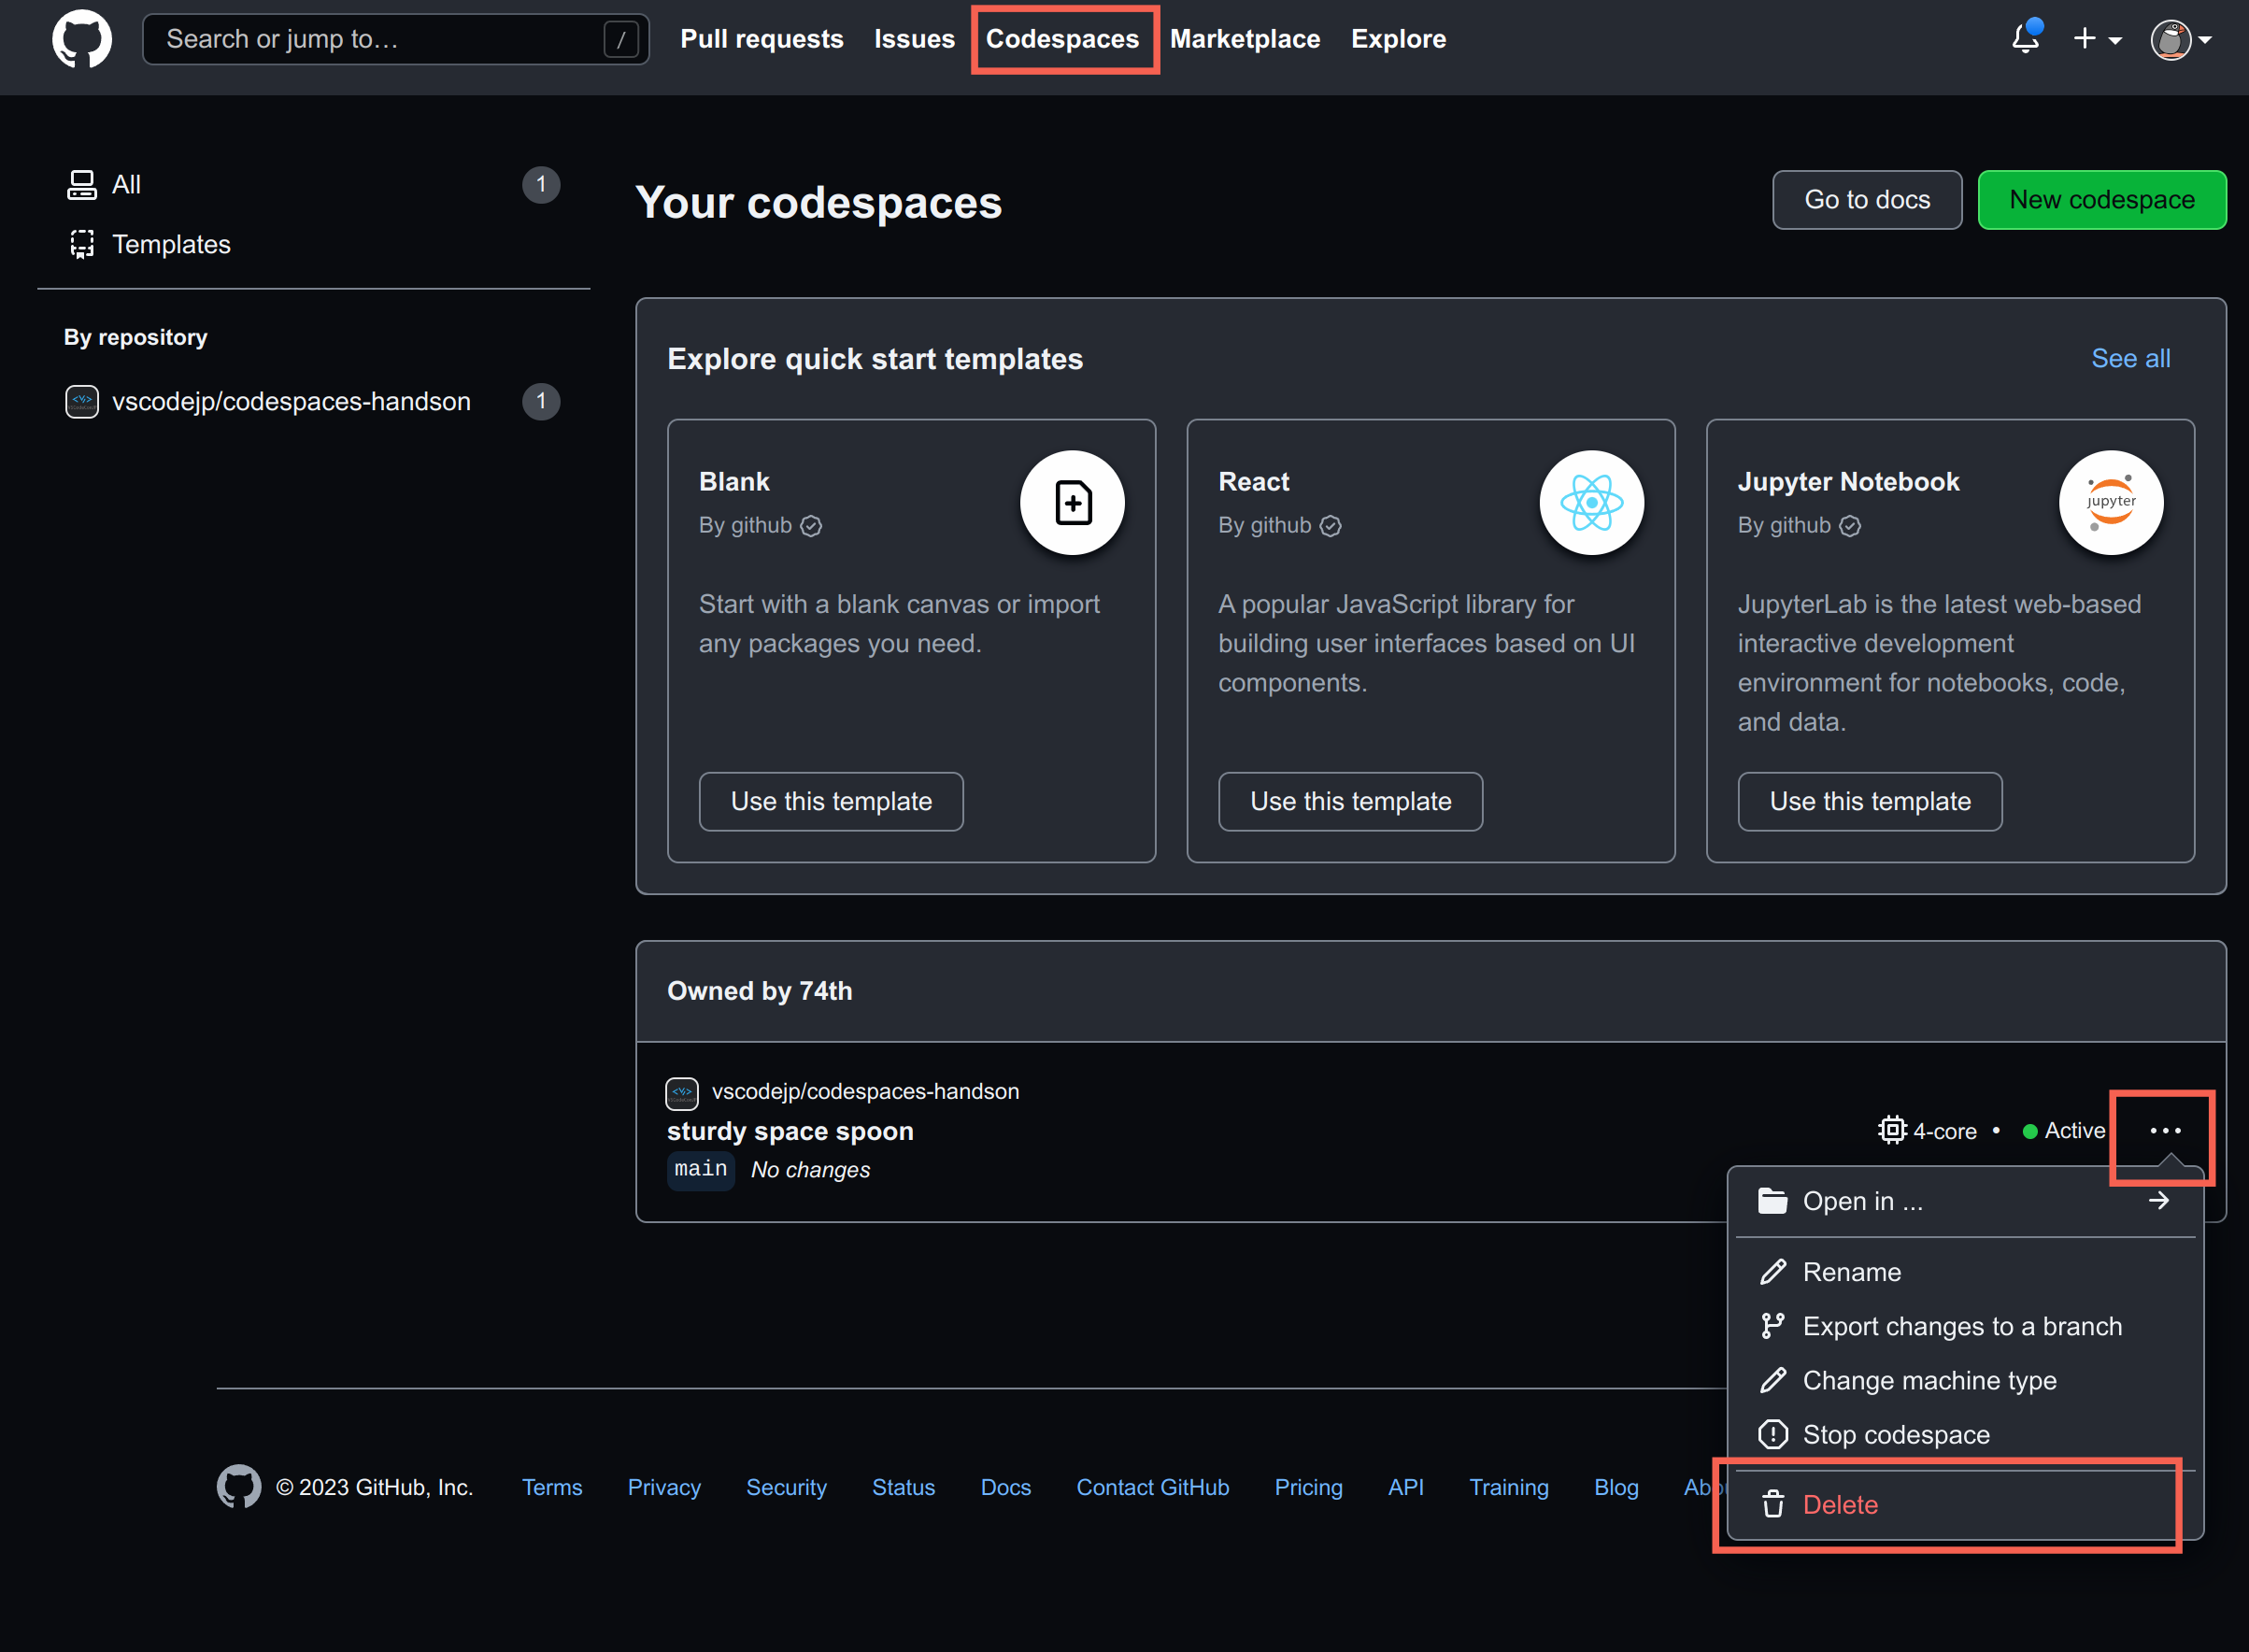 Search or jump to… / Pull requests Issues Codespaces Marketplace Explore
All 1
Templates
By repository
vscodejp/codespaces-handson 1
Your codespaces
Go to docs New codespace
Explore quick start templates
See all
Blank
By github
Start with a blank canvas or import
any packages you need.
Use this template
React
By github
A popular JavaScript library for
building user interfaces based on UI
components.
Use this template
Jupyter Notebook
By github
jupyter
JupyterLab is the latest web-based
interactive development
environment for notebooks, code,
and data.
Use this template
Owned by 74th
vscodejp/codespaces-handson
sturdy space spoon
main No changes
4-core • Active
Open in ...
Rename
Export changes to a branch
Change machine type
Stop codespace
Delete
© 2023 GitHub, Inc. Terms Privacy Security Status Docs Contact GitHub Pricing API Training Blog